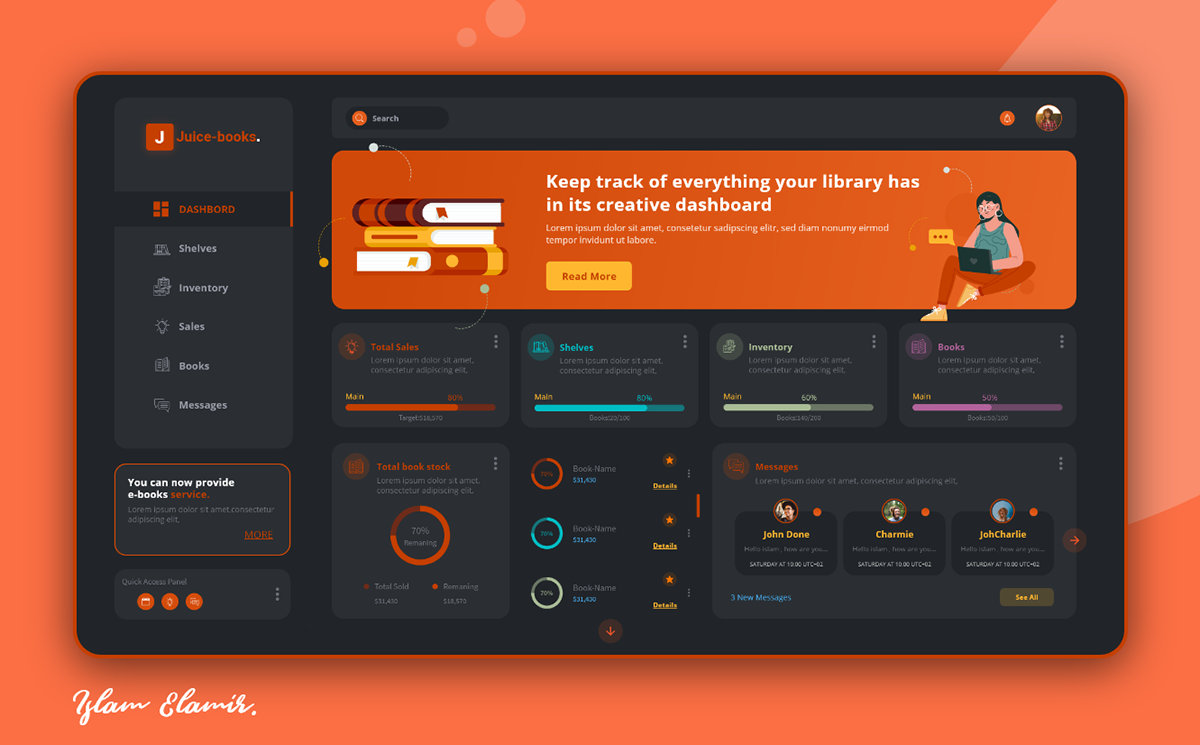 J Juice-books.
DASHBORD
Shelves
Inventory
Sales
Books
Messages
You can now provide
e-books service.
Lorem ipsum dolor sit amet,consectetur
adipiscing elit,
MORE
Quick Access Panel
Search
Keep track of everything your library has
in its creative dashboard
Lorem ipsum dolor sit amet, consetetur sadipscing elitr, sed diam nonumy eirmod
tempor invidunt ut labore.
Read More
Total Sales
Lorem ipsum dolor sit amet,
consectetur adipiscing elit,
Main 80%
Target:$18,570
Shelves
Lorem ipsum dolor sit amet,
consectetur adipiscing elit,
Main 80%
Books:20/100
Inventory
Lorem ipsum dolor sit amet,
consectetur adipiscing elit,
Main 60%
Books:140/200
Books
Lorem ipsum dolor sit amet,
consectetur adipiscing elit,
Main 50%
Books:50/100
Total book stock
Lorem ipsum dolor sit amet,
consectetur adipiscing elit,
70%
Remaning
Total Sold Remaning
$31,430 $18,570
70% Book-Name
$31,430
Details
70% Book-Name
$31,430
Details
70% Book-Name
$31,430
Details
Messages
Lorem ipsum dolor sit amet, consectetur adipiscing elit,
John Done
Hello islam , how are you...
SATURDAY AT 10.00 UTC+02
Charmie
Hello islam , how are you...
SATURDAY AT 10.00 UTC+02
JohCharlie
Hello islam , how are you...
SATURDAY AT 10.00 UTC+02
3 New Messages
See All
Islam Elamir.